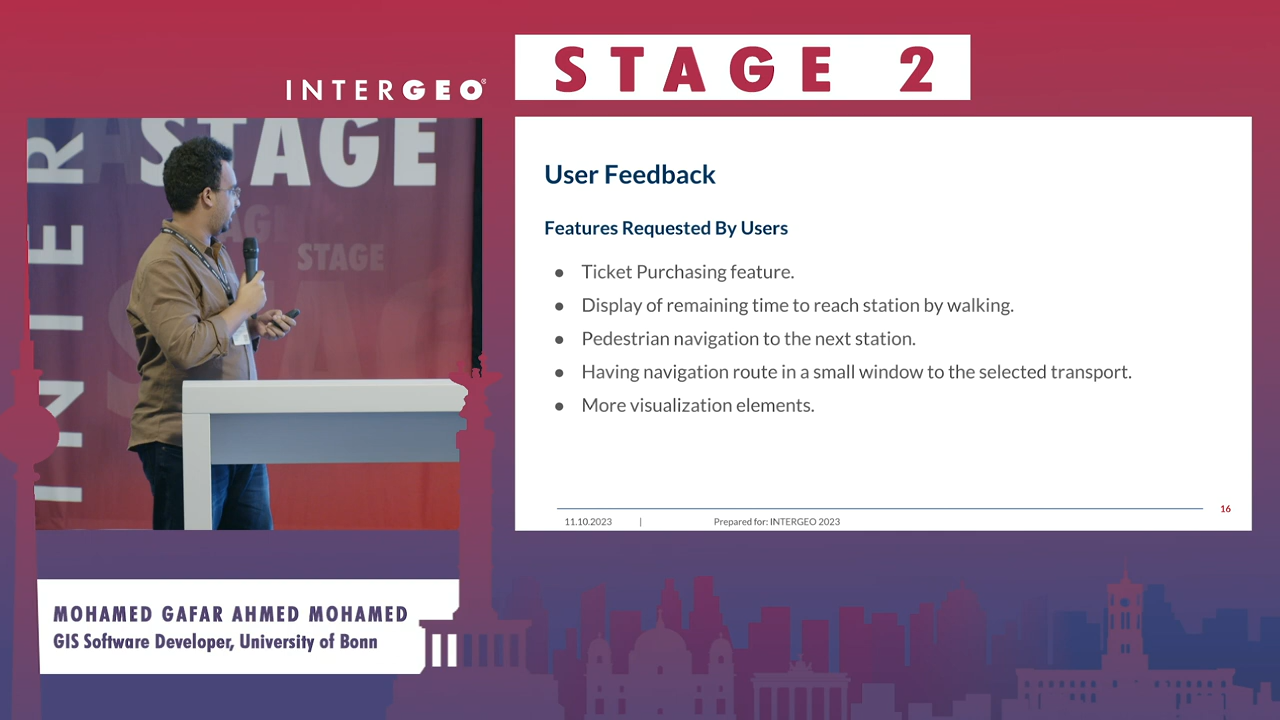 STAGE 2
INTERGEO®
INTER
STAGE
STAGE
User Feedback
Features Requested By Users
● Ticket Purchasing feature.
● Display of remaining time to reach station by walking.
● Pedestrian navigation to the next station.
● Having navigation route in a small window to the selected transport.
● More visualization elements.
11.10.2023 | Prepared for: INTERGEO 2023
16
MOHAMED GAFAR AHMED MOHAMED
GIS Software Developer, University of Bonn